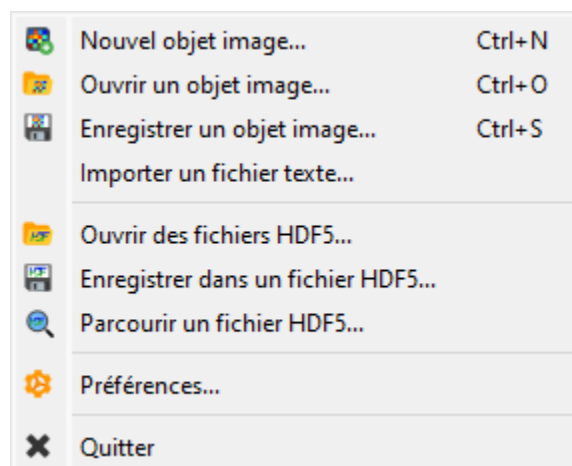 Nouvel objet image... Ctrl+N
Ouvrir un objet image... Ctrl+O
Enregistrer un objet image... Ctrl+S
Importer un fichier texte...
Ouvrir des fichiers HDF5...
Enregistrer dans un fichier HDF5...
Parcourir un fichier HDF5...
Préférences...
Quitter